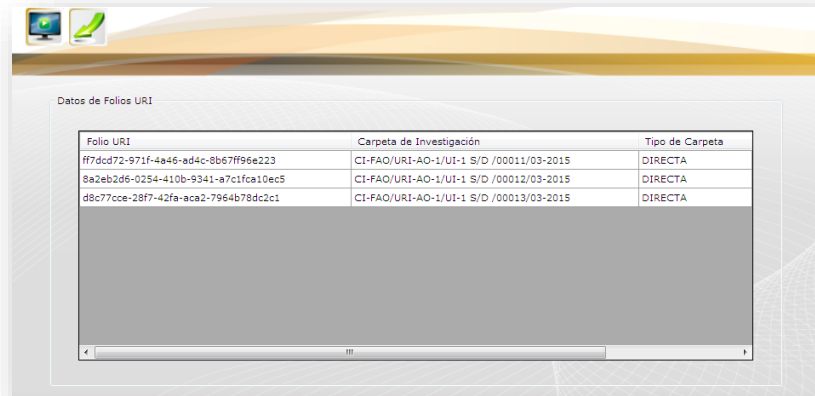 Datos de Folios URI
Folio URI Carpeta de Investigación Tipo de Carpeta
ff7dcd72-971f-4a46-ad4c-8b67ff96e223 CI-FAO/URI-AO-1/UI-1 S/D /00011/03-2015 DIRECTA
8a2eb2d6-0254-410b-9341-a7c1fca10ec5 CI-FAO/URI-AO-1/UI-1 S/D /00012/03-2015 DIRECTA
d8c77cce-28f7-42fa-aca2-7964b78dc2c1 CI-FAO/URI-AO-1/UI-1 S/D /00013/03-2015 DIRECTA